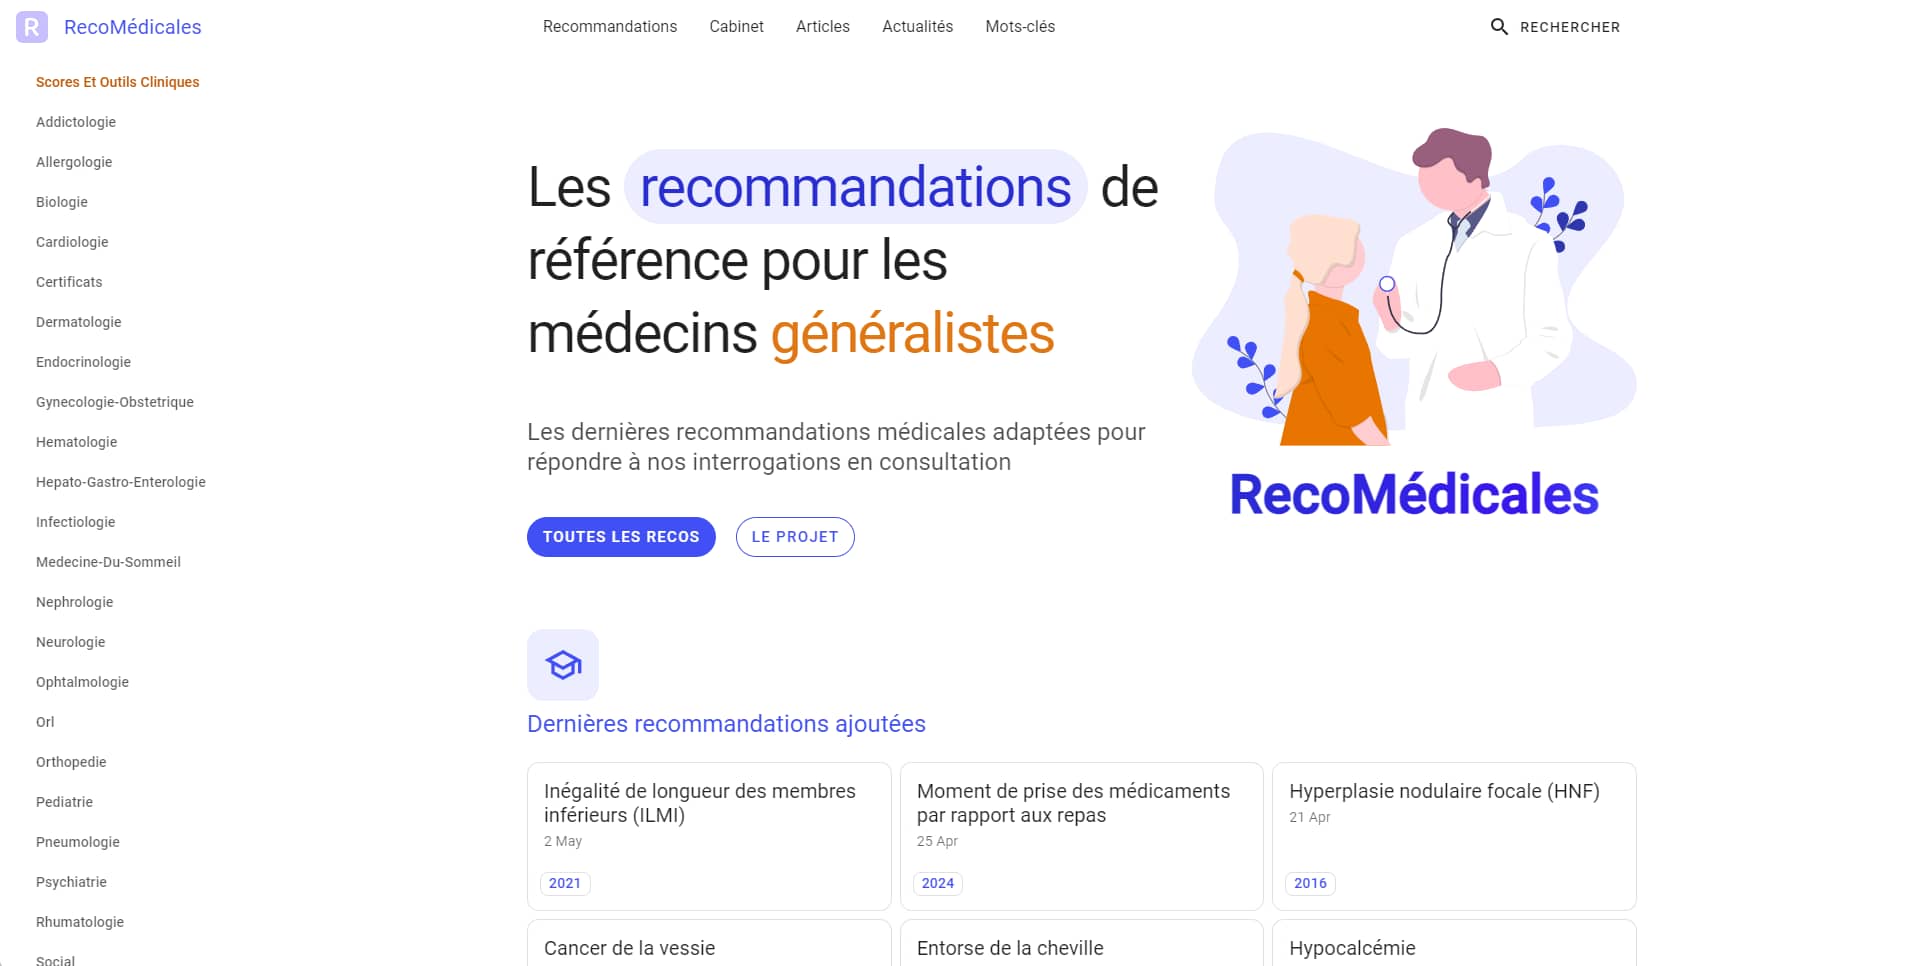 R RecoMédicales
Recommandations Cabinet Articles Actualités Mots-clés
RECHERCHER
Scores Et Outils Cliniques
Addictologie
Allergologie
Biologie
Cardiologie
Certificats
Dermatologie
Endocrinologie
Gynecologie-Obstetrique
Hematologie
Hepato-Gastro-Enterologie
Infectiologie
Medecine-Du-Sommeil
Nephrologie
Neurologie
Ophtalmologie
Orl
Orthopedie
Pediatrie
Pneumologie
Psychiatrie
Rhumatologie
Social
Les recommandations de
référence pour les
médecins généralistes
Les dernières recommandations médicales adaptées pour
répondre à nos interrogations en consultation
TOUTES LES RECOS LE PROJET
RecoMédicales
Dernières recommandations ajoutées
Inégalité de longueur des membres
inférieurs (ILMI)
2 May
2021
Moment de prise des médicaments
par rapport aux repas
25 Apr
2024
Hyperplasie nodulaire focale (HNF)
21 Apr
2016
Cancer de la vessie
Entorse de la cheville
Hypocalcémie